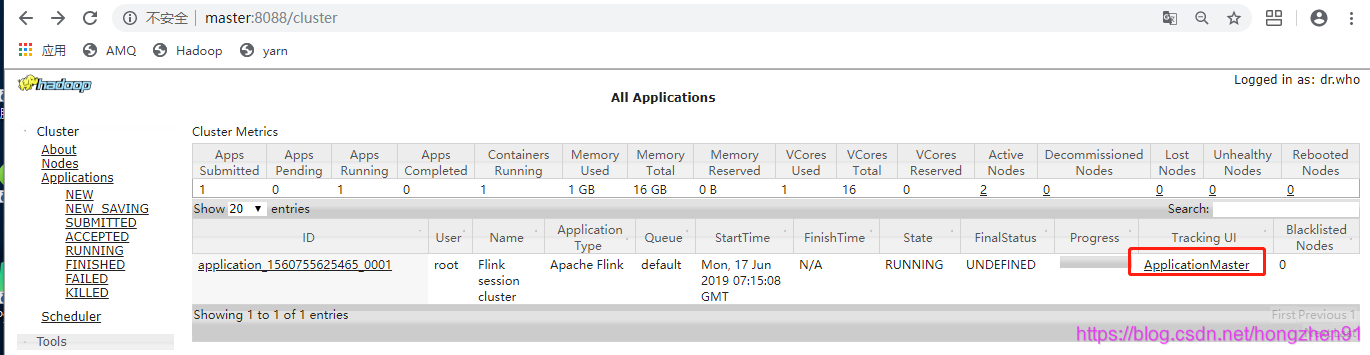 不安全 | master:8088/cluster
应用 AMQ Hadoop yarn
hadoop
Logged in as: dr.who
All Applications
Cluster
About
Nodes
Applications
NEW
NEW_SAVING
SUBMITTED
ACCEPTED
RUNNING
FINISHED
FAILED
KILLED
Scheduler
Tools
Cluster Metrics
Apps Submitted Apps Pending Apps Running Apps Completed Containers Running Memory Used Memory Total Memory Reserved VCores Used VCores Total VCores Reserved Active Nodes Decommissioned Nodes Lost Nodes Unhealthy Nodes Rebooted Nodes
1 0 1 0 1 1 GB 16 GB 0 B 1 16 0 2 0 0 0 0
Show 20 entries Search:
ID User Name Application Type Queue StartTime FinishTime State FinalStatus Progress Tracking UI Blacklisted Nodes
application_1560755625465_0001 root Flink session cluster Apache Flink default Mon, 17 Jun 2019 07:15:08 GMT N/A RUNNING UNDEFINED ApplicationMaster 0
Showing 1 to 1 of 1 entries First Previous 1
https://blog.csdn.net/hongzhen91